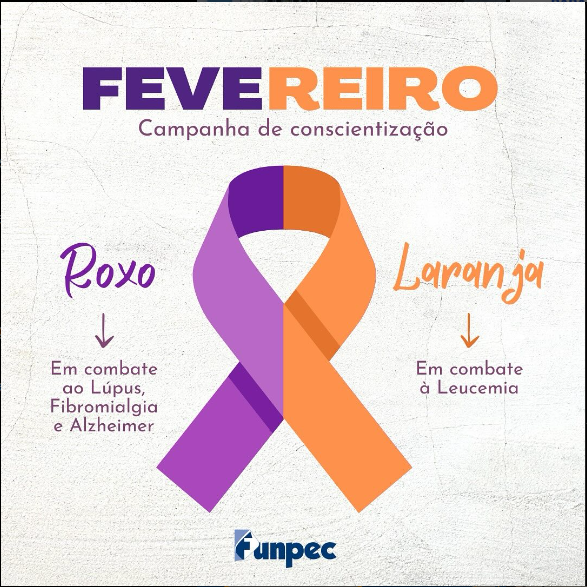 FEVEREIRO
Campanha de conscientização
Roxo
Em combate
ao Lúpus,
Fibromialgia
e Alzheimer
Laranja
Em combate
à Leucemia
Funpec